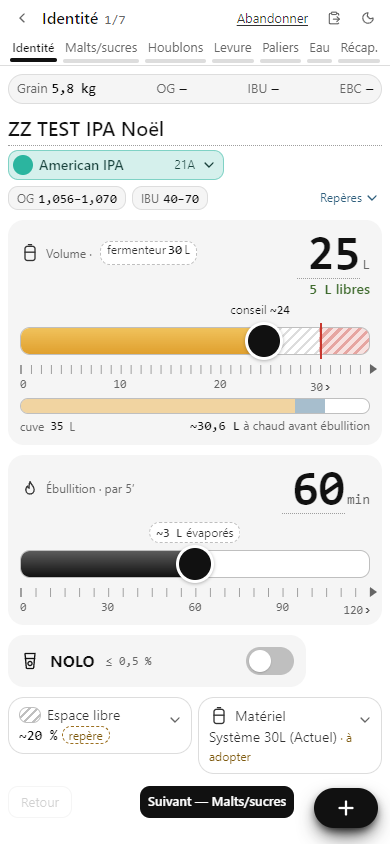 Identité 1/7 Abandonner
Identité Malts/sucres Houblons Levure Paliers Eau Récap.
Grain 5,8 kg OG — IBU — EBC —
ZZ TEST IPA Noël
American IPA 21A
OG 1,056–1,070 IBU 40–70 Repères
Volume · fermenteur 30 L 25 L
5 L libres
conseil ~24
0 10 20 30 ›
cuve 35 L ~30,6 L à chaud avant ébullition
Ébullition · par 5′ 60 min
~3 L évaporés
0 30 60 90 120 ›
NOLO ≤ 0,5 %
Espace libre
~20 % repère
Matériel
Système 30L (Actuel) · à
adopter
Retour Suivant — Malts/sucres +